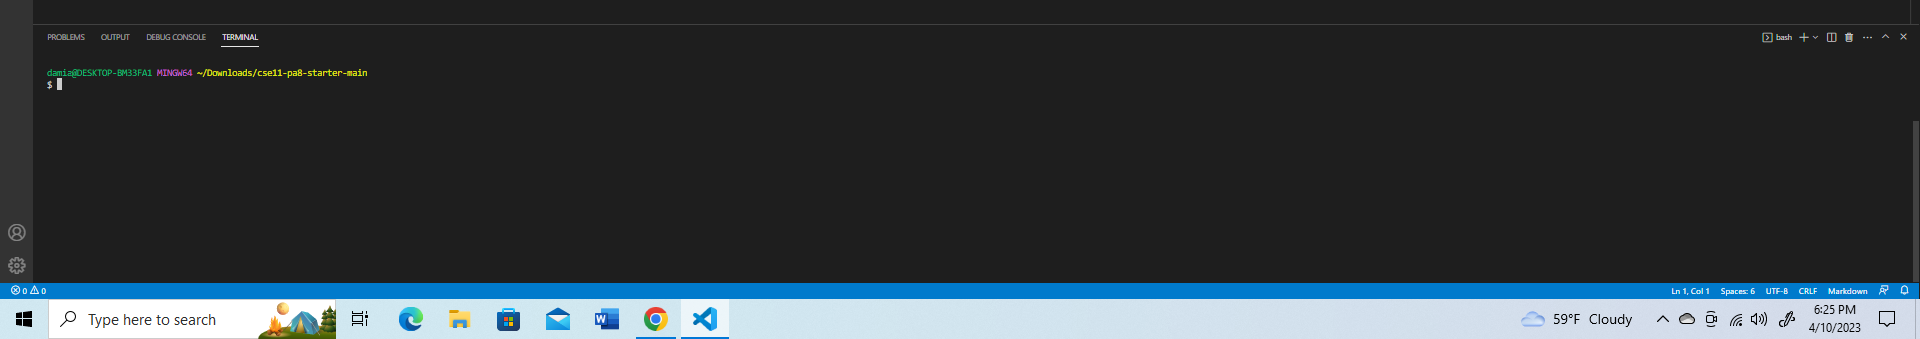 PROBLEMS OUTPUT DEBUG CONSOLE TERMINAL bash
damia@DESKTOP-BM33FA1 MINGW64 ~/Downloads/cse11-pa8-starter-main
$
0 0 Ln 1, Col 1 Spaces: 6 UTF-8 CRLF Markdown
Type here to search 59°F Cloudy 6:25 PM
4/10/2023